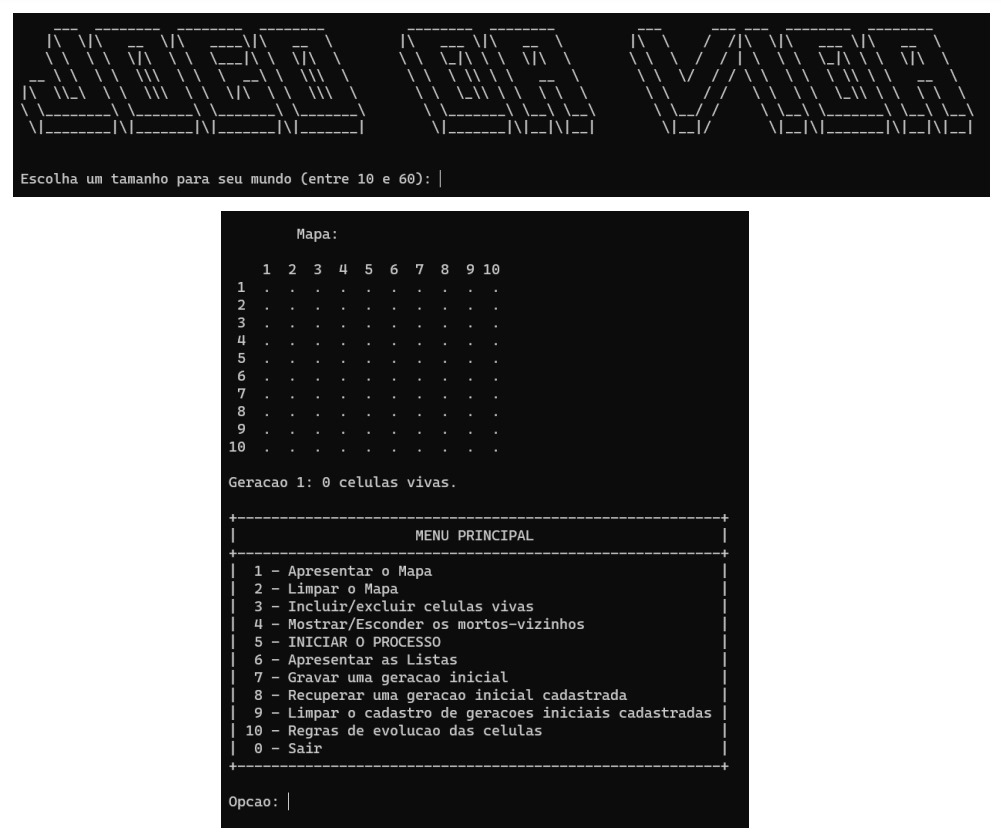 JOGO DA VIDA
Escolha um tamanho para seu mundo (entre 10 e 60):
Mapa:
1 2 3 4 5 6 7 8 9 10
1 . . . . . . . . . .
2 . . . . . . . . . .
3 . . . . . . . . . .
4 . . . . . . . . . .
5 . . . . . . . . . .
6 . . . . . . . . . .
7 . . . . . . . . . .
8 . . . . . . . . . .
9 . . . . . . . . . .
10 . . . . . . . . . .
Geracao 1: 0 celulas vivas.
MENU PRINCIPAL
1 - Apresentar o Mapa
2 - Limpar o Mapa
3 - Incluir/excluir celulas vivas
4 - Mostrar/Esconder os mortos-vizinhos
5 - INICIAR O PROCESSO
6 - Apresentar as Listas
7 - Gravar uma geracao inicial
8 - Recuperar uma geracao inicial cadastrada
9 - Limpar o cadastro de geracoes iniciais cadastradas
10 - Regras de evolucao das celulas
0 - Sair
Opcao: